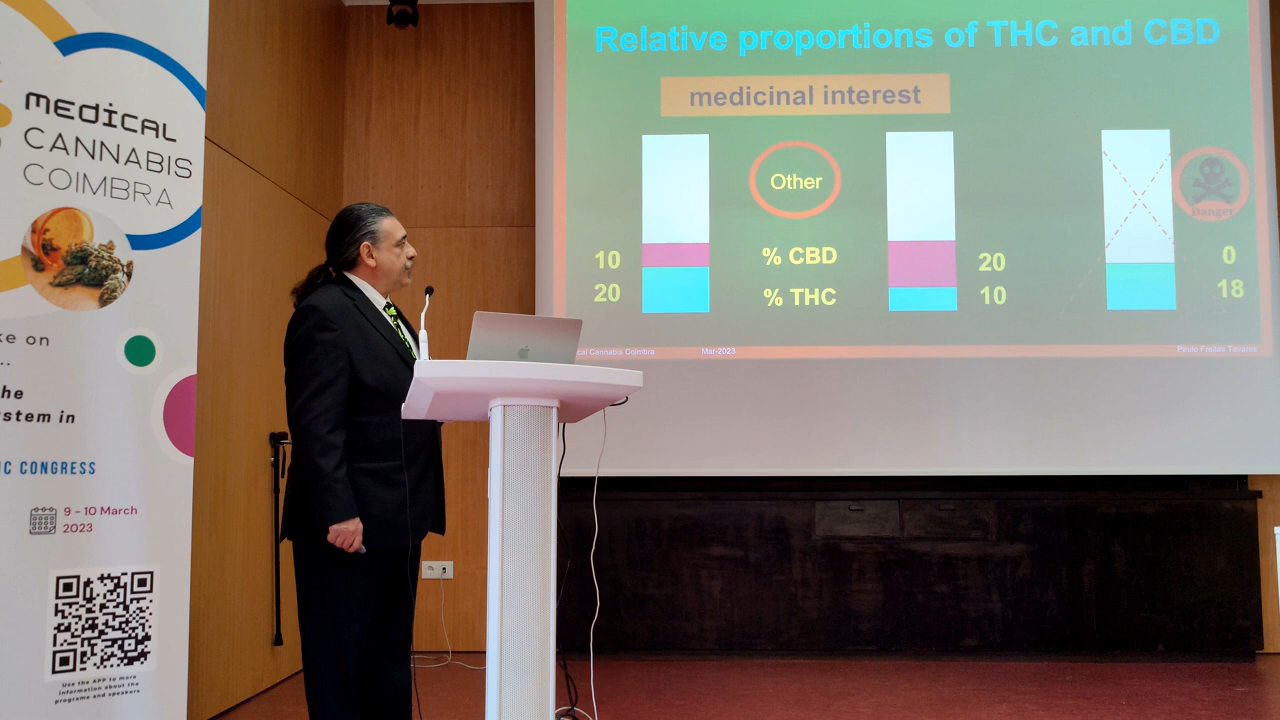 MEDICAL
CANNABIS
COIMBRA
ke on
...
he
stem in
IC CONGRESS
9 - 10 March
2023
Use the APP to more
information about the
programs and speakers
Relative proportions of THC and CBD
medicinal interest
Other
Danger
10
% CBD
20
0
20
% THC
10
18
cal Cannabis Coimbra
Mar-2023
Paulo Freitas Tavares